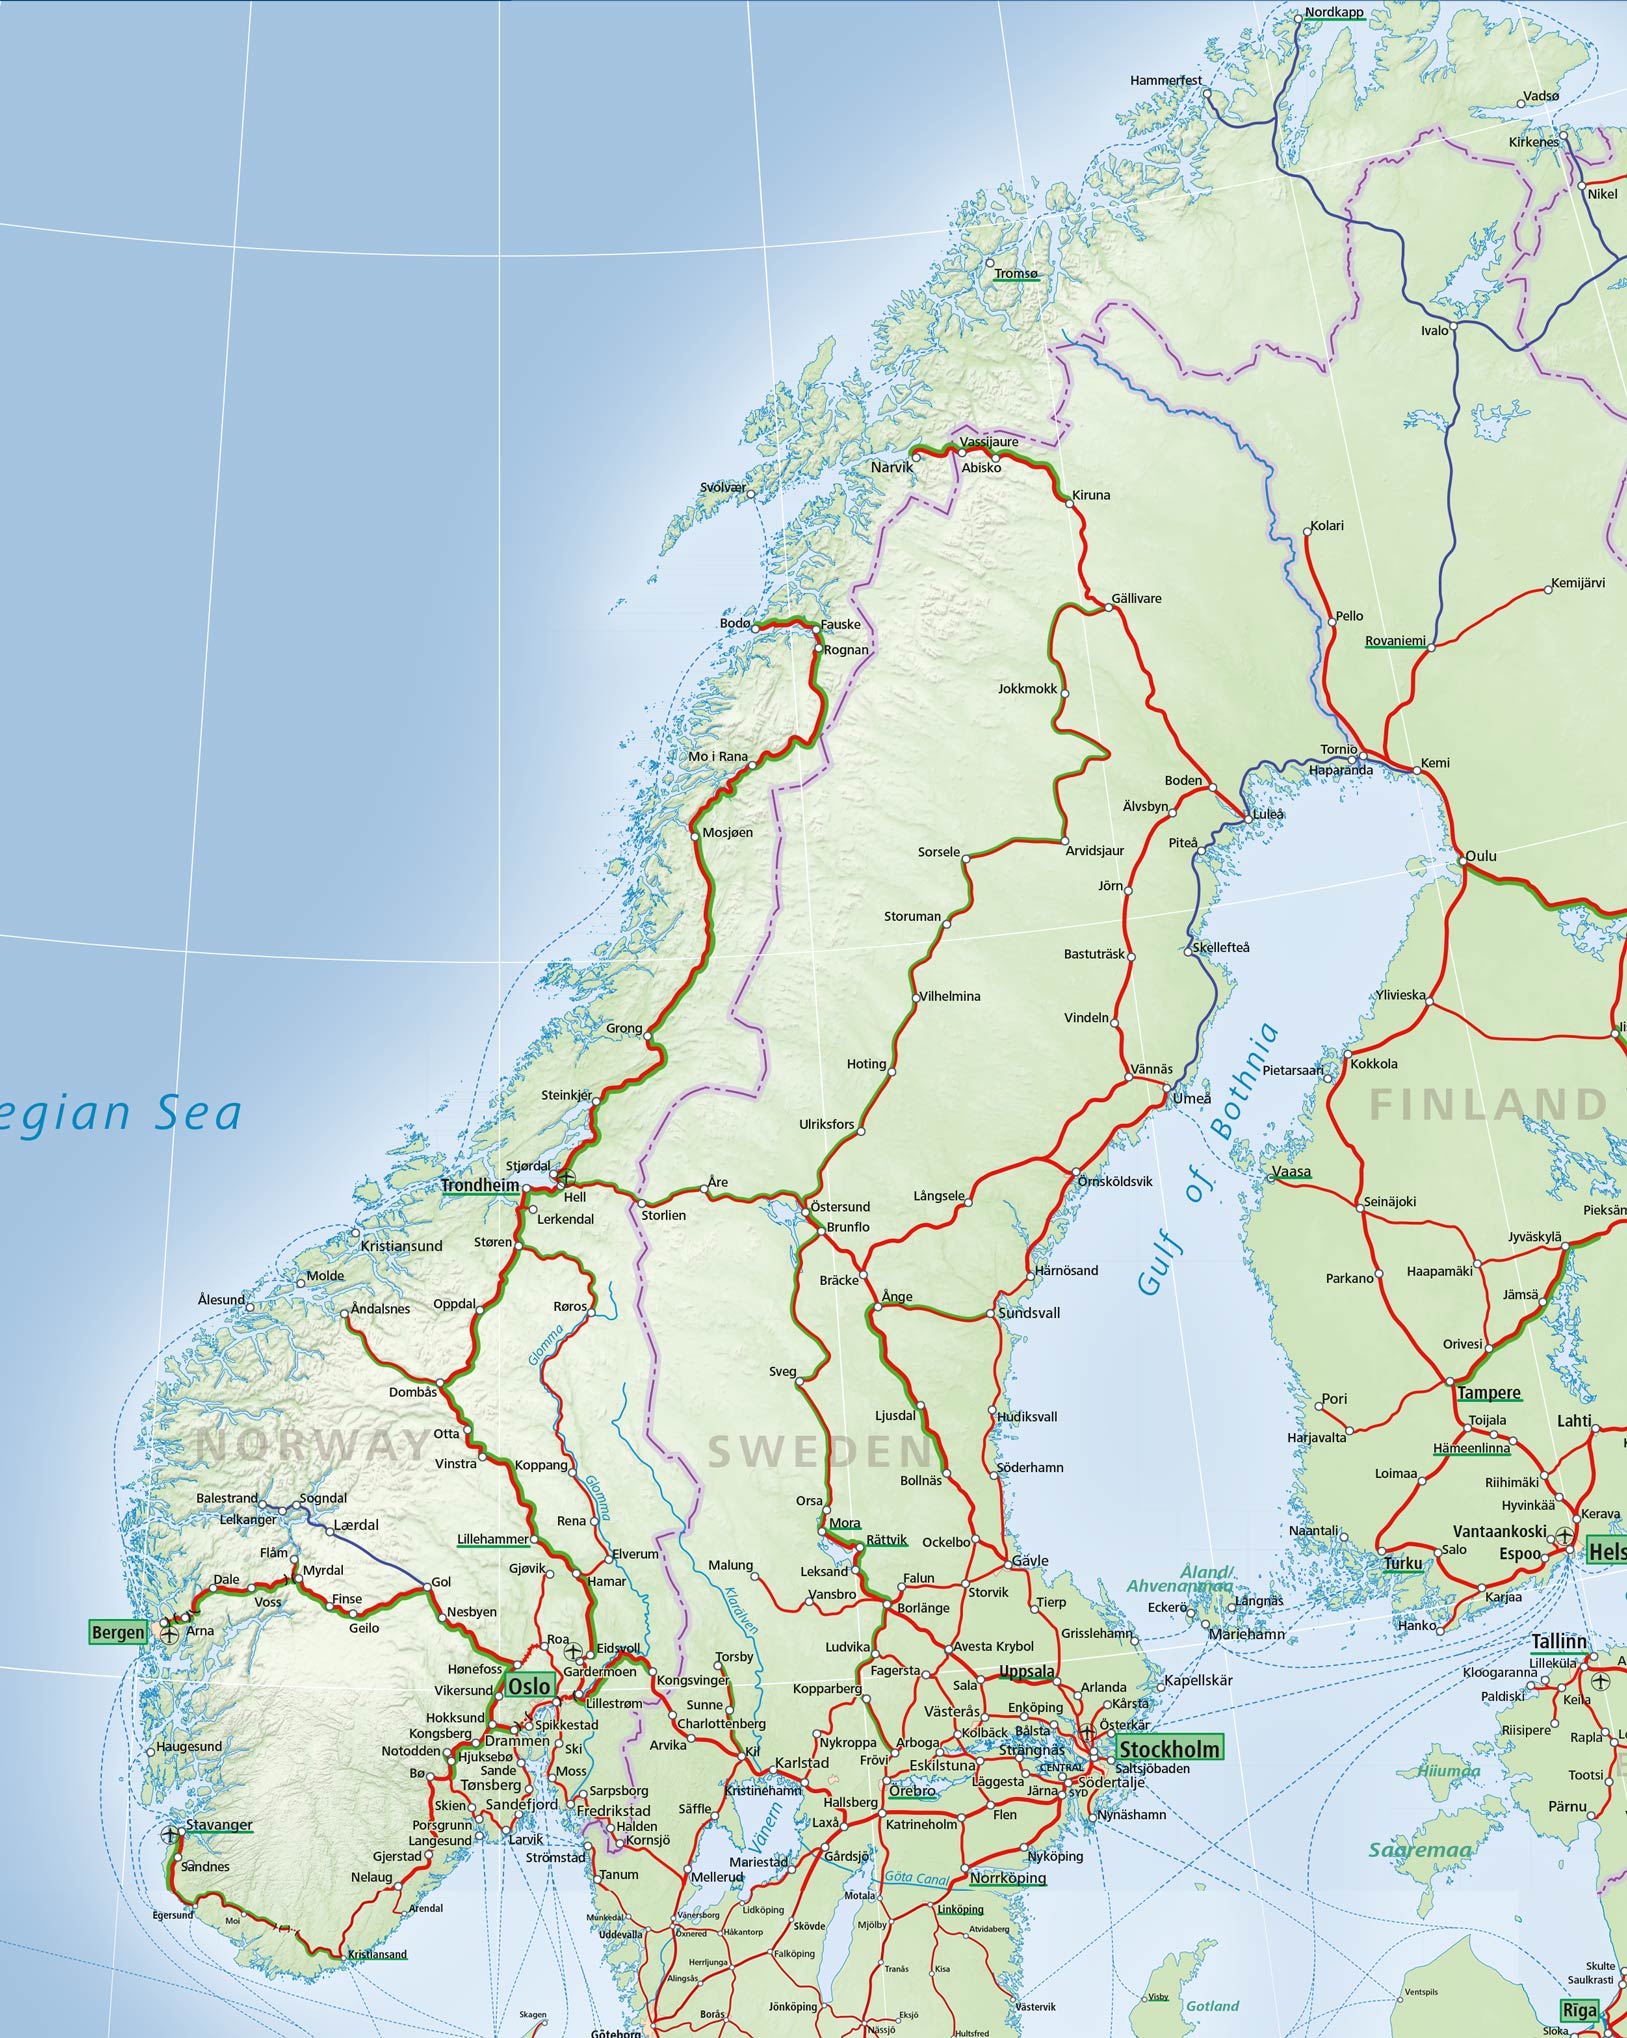 Nordkapp
Hammerfest
Vadsø
Kirkenes
Nikel
Tromsø
Ivalo
Vassijaure
Narvik
Abisko
Svolvær
Kiruna
Kolari
Kemijärvi
Gällivare
Pello
Bodø
Fauske
Rognan
Rovaniemi
Jokkmokk
Mo i Rana
Tornio
Haparanda
Kemi
Boden
Älvsbyn
Luleå
Mosjøen
Piteå
Sorsele
Arvidsjaur
Oulu
Jörn
Storuman
Skellefteå
Bastuträsk
Vilhelmina
Ylivieska
Vindeln
Grong
Ii
Gulf of Bothnia
Hoting
Vännäs
Pietarsaari
Kokkola
Steinkjer
Umeå
FINLAND
egian Sea
Ulriksfors
Stjørdal
Trondheim
Hell
Åre
Vaasa
Örnsköldsvik
Långsele
Storlien
Östersund
Lerkendal
Seinäjoki
Pieksäm
Brunflo
Kristiansund
Støren
Jyväskylä
Härnösand
Haapamäki
Bräcke
Parkano
Molde
Ålesund
Åndalsnes
Oppdal
Røros
Ånge
Sundsvall
Jämsä
Glomma
Orivesi
Sveg
Dombås
Tampere
Pori
Ljusdal
Hudiksvall
Toijala
Lahti
Otta
NORWAY
SWEDEN
Harjavalta
Hämeenlinna
Vinstra
Koppang
Söderhamn
Loimaa
Riihimäki
Bollnäs
Glomma
Balestrand
Sogndal
Orsa
Hyvinkää
Lelkanger
Lærdal
Rena
Mora
Kerava
Naantali
Vantaankoski
Lillehammer
Rättvik
Ockelbo
Flåm
Elverum
Gävle
Salo
Espoo
Hels
Myrdal
Gjøvik
Malung
Leksand
Turku
Åland/
Ahvenanmaa
Dale
Gol
Hamar
Falun
Storvik
Voss
Finse
Vansbro
Borlänge
Tierp
Eckerö
Långnäs
Karjaa
Nesbyen
Klarälven
Geilo
Hanko
Bergen
Arna
Grisslehamn
Mariehamn
Roa
Eidsvoll
Ludvika
Avesta Krybol
Tallinn
Torsby
Lilleküla
Hønefoss
Gardermoen
Fagersta
Uppsala
Kloogaranna
Oslo
Kongsvinger
Sala
Kapellskär
Vikersund
Kopparberg
Arlanda
Paldiski
Keila
Lillestrøm
Sunne
Enköping
Kårsta
Hokksund
Västerås
Charlottenberg
Spikkestad
Bålsta
Österkär
Riisipere
Kongsberg
Kolbäck
Rapla
Drammen
Arvika
Nykroppa
Arboga
Strängnäs
Stockholm
Haugesund
Notodden
Ski
Kil
Frövi
Hjuksebø
Karlstad
Eskilstuna
CENTRAL
Saltsjöbaden
Bø
Sande
Moss
Hiiumaa
Tootsi
Läggesta
Södertälje
SYD
Tønsberg
Sarpsborg
Kristinehamn
Örebro
Järna
Skien
Sandefjord
Fredrikstad
Säffle
Hallsberg
Pärnu
Flen
Nynäshamn
Stavanger
Porsgrunn
Halden
Vänern
Laxå
Katrineholm
Langesund
Larvik
Kornsjö
Saaremaa
Gjerstad
Strömstad
Gårdsjö
Nyköping
Sandnes
Mariestad
Nelaug
Tanum
Mellerud
Norrköping
Göta Canal
Arendal
Motala
Egersund
Moi
Munkedal
Vänersborg
Lidköping
Linköping
Skövde
Mjölby
Atvidaberg
Uddevalla
Öxnered
Håkantorp
Kristiansand
Falköping
Herrljunga
Tranås
Kisa
Skulte
Alingsås
Saulkrasti
Ventspils
Visby
Gotland
Skagen
Borås
Jönköping
Eksjö
Västervik
Rīga
Nässjö
Hultsfred
Göteborg
Sloka